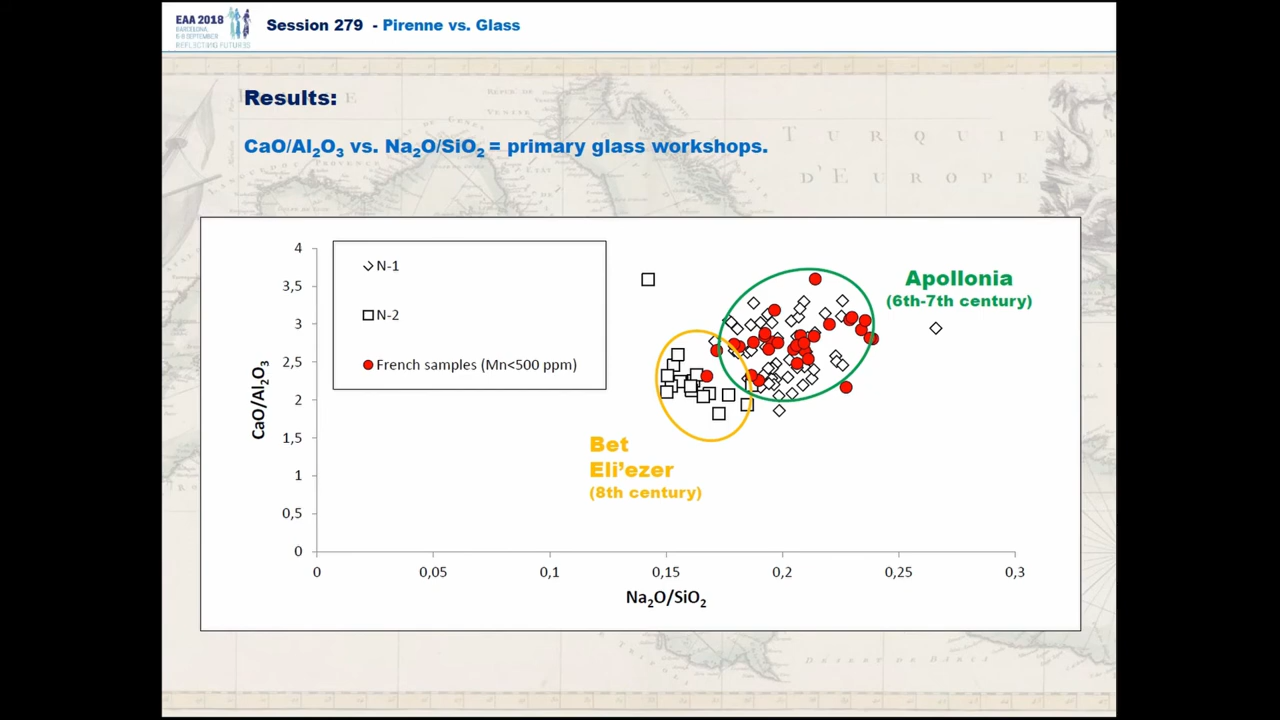 EAA 2018
BARCELONA
6-8 SEPTEMBER
REFLECTING FUTURES
Session 279 - Pirenne vs. Glass
Results:
CaO/Al₂O₃ vs. Na₂O/SiO₂ = primary glass workshops.
TURQUIE
D'EUROPE
N-1
N-2
French samples (Mn<500 ppm)
Apollonia
(6th-7th century)
Bet
Eli'ezer
(8th century)
CaO/Al₂O₃
4
3,5
3
2,5
2
1,5
1
0,5
0
0
0,05
0,1
0,15
0,2
0,25
0,3
Na₂O/SiO₂